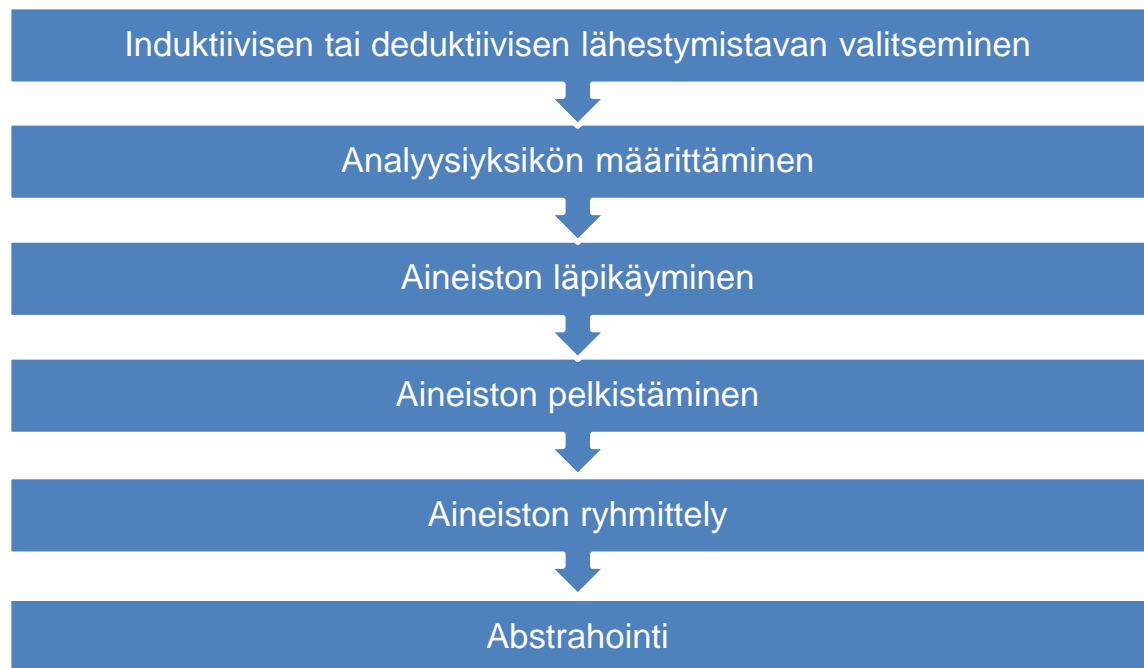 Induktiivisen tai deduktiivisen lähestymistavan valitseminen
Analyysiyksikön määrittäminen
Aineiston läpikäyminen
Aineiston pelkistäminen
Aineiston ryhmittely
Abstrahointi